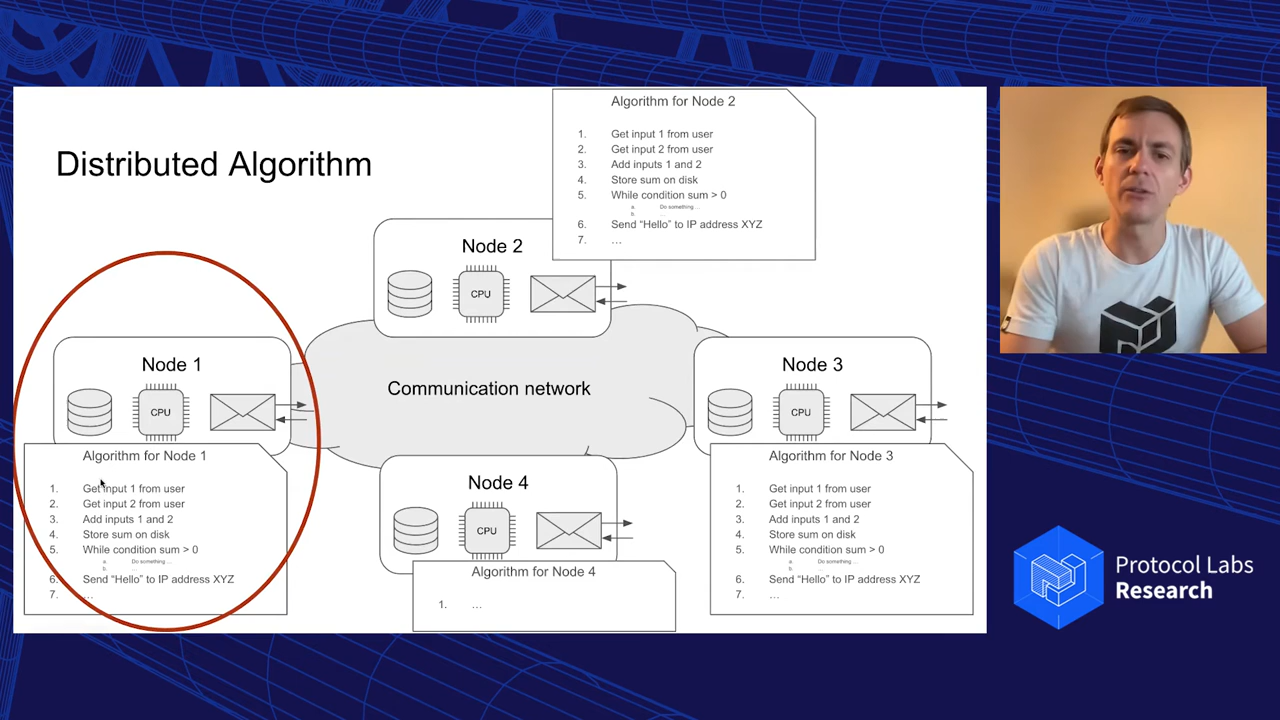 Distributed Algorithm
Algorithm for Node 2
1. Get input 1 from user
2. Get input 2 from user
3. Add inputs 1 and 2
4. Store sum on disk
5. While condition sum > 0
a. Do something ...
b. ...
6. Send “Hello” to IP address XYZ
7. ...
Node 2
CPU
Node 1
CPU
Algorithm for Node 1
1. Get input 1 from user
2. Get input 2 from user
3. Add inputs 1 and 2
4. Store sum on disk
5. While condition sum > 0
a. Do something ...
b. ...
6. Send “Hello” to IP address XYZ
7. ...
Communication network
Node 3
CPU
Algorithm for Node 3
1. Get input 1 from user
2. Get input 2 from user
3. Add inputs 1 and 2
4. Store sum on disk
5. While condition sum > 0
a. Do something ...
b. ...
6. Send “Hello” to IP address XYZ
7. ...
Node 4
CPU
Algorithm for Node 4
1. ...
Protocol Labs
Research